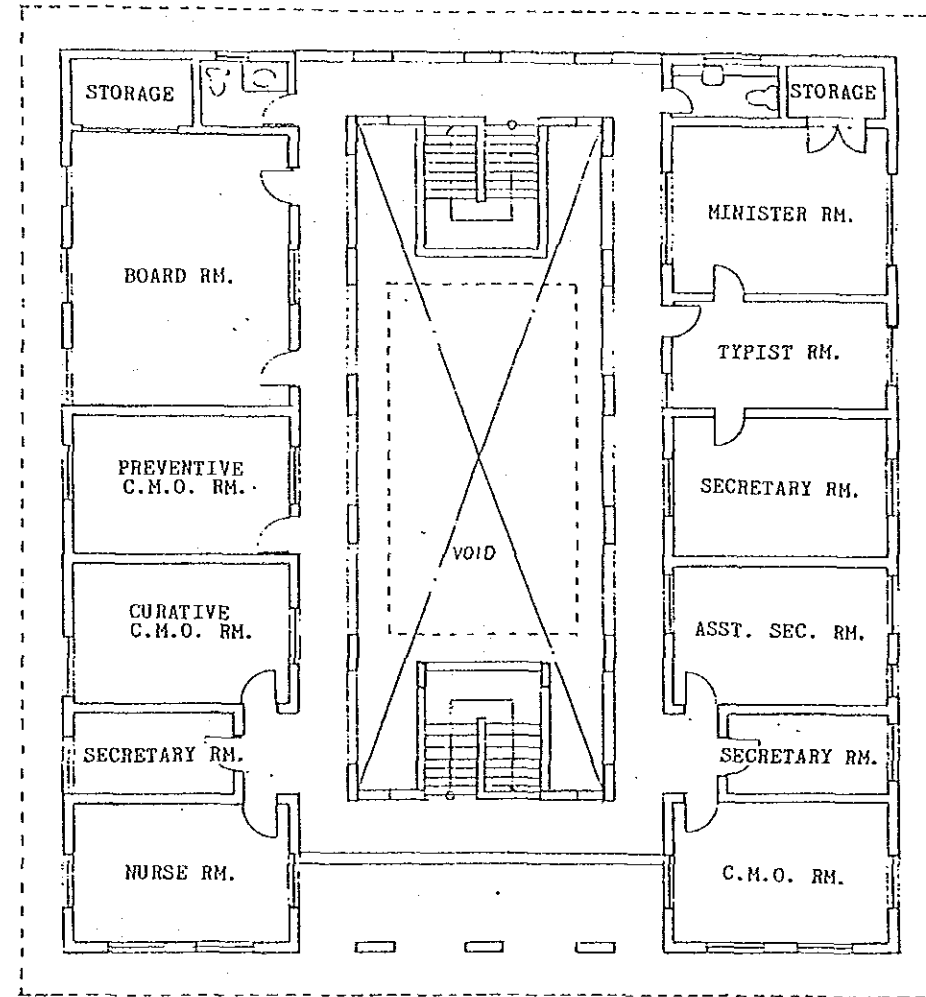 STORAGE
STORAGE
MINISTER RM.
BOARD RM.
TYPIST RM.
PREVENTIVE
C.M.O. RM.
SECRETARY RM.
VOID
CURATIVE
C.M.O. RM.
ASST. SEC. RM.
SECRETARY RM.
SECRETARY RM.
NURSE RM.
C.M.O. RM.